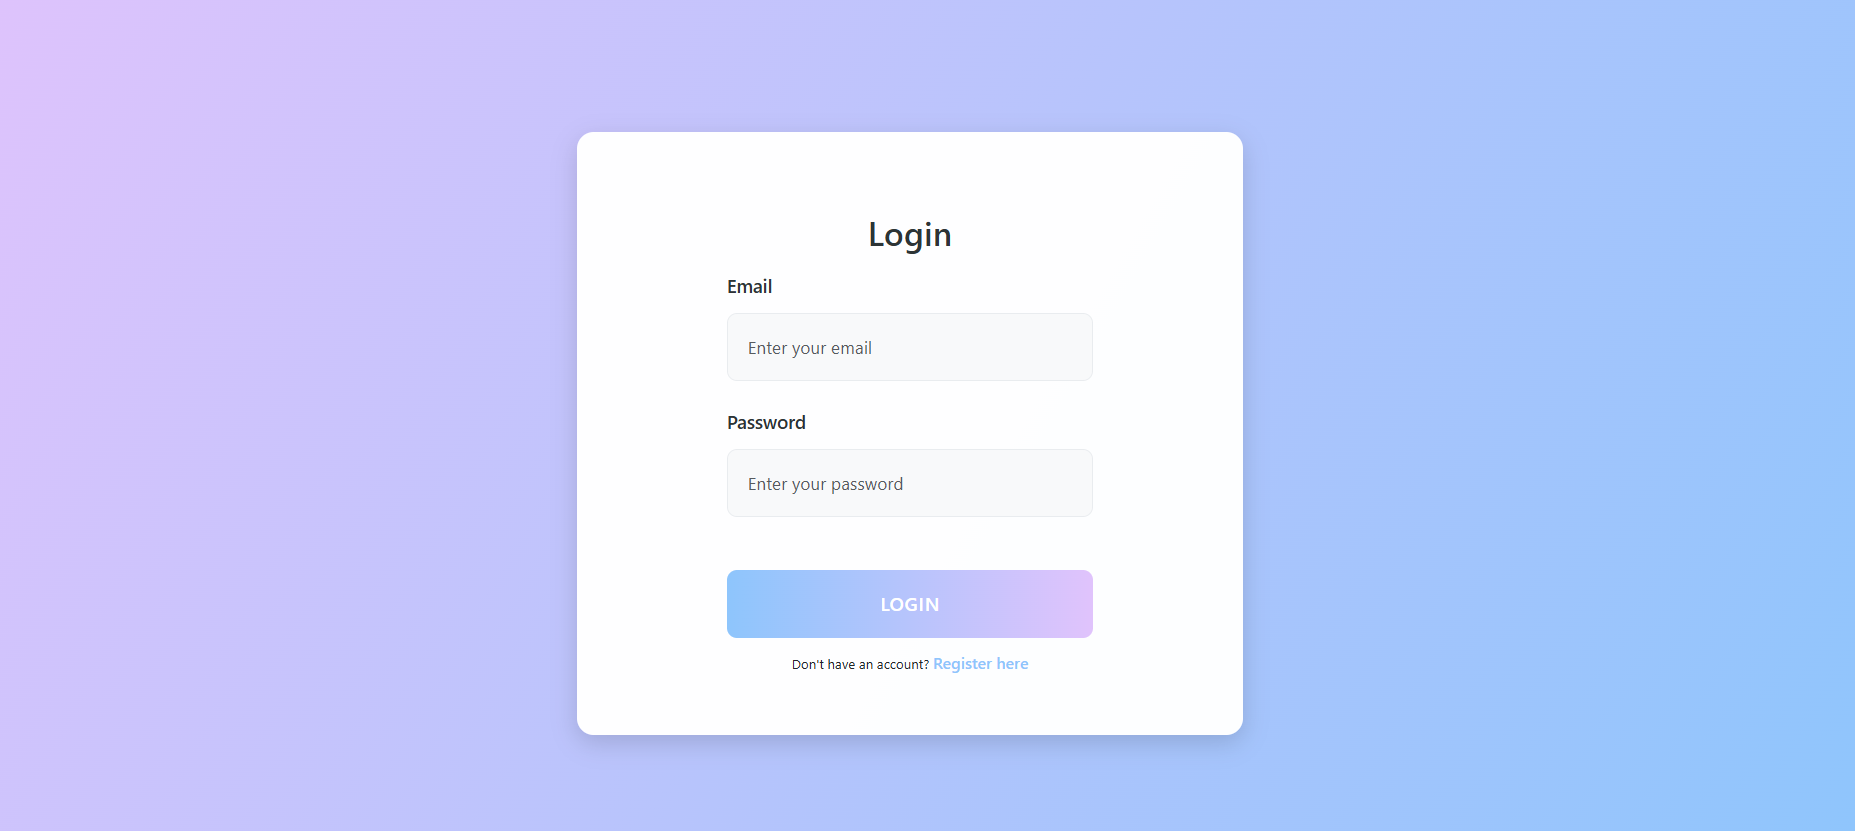 Login
Email
Enter your email
Password
Enter your password
LOGIN
Don't have an account? Register here